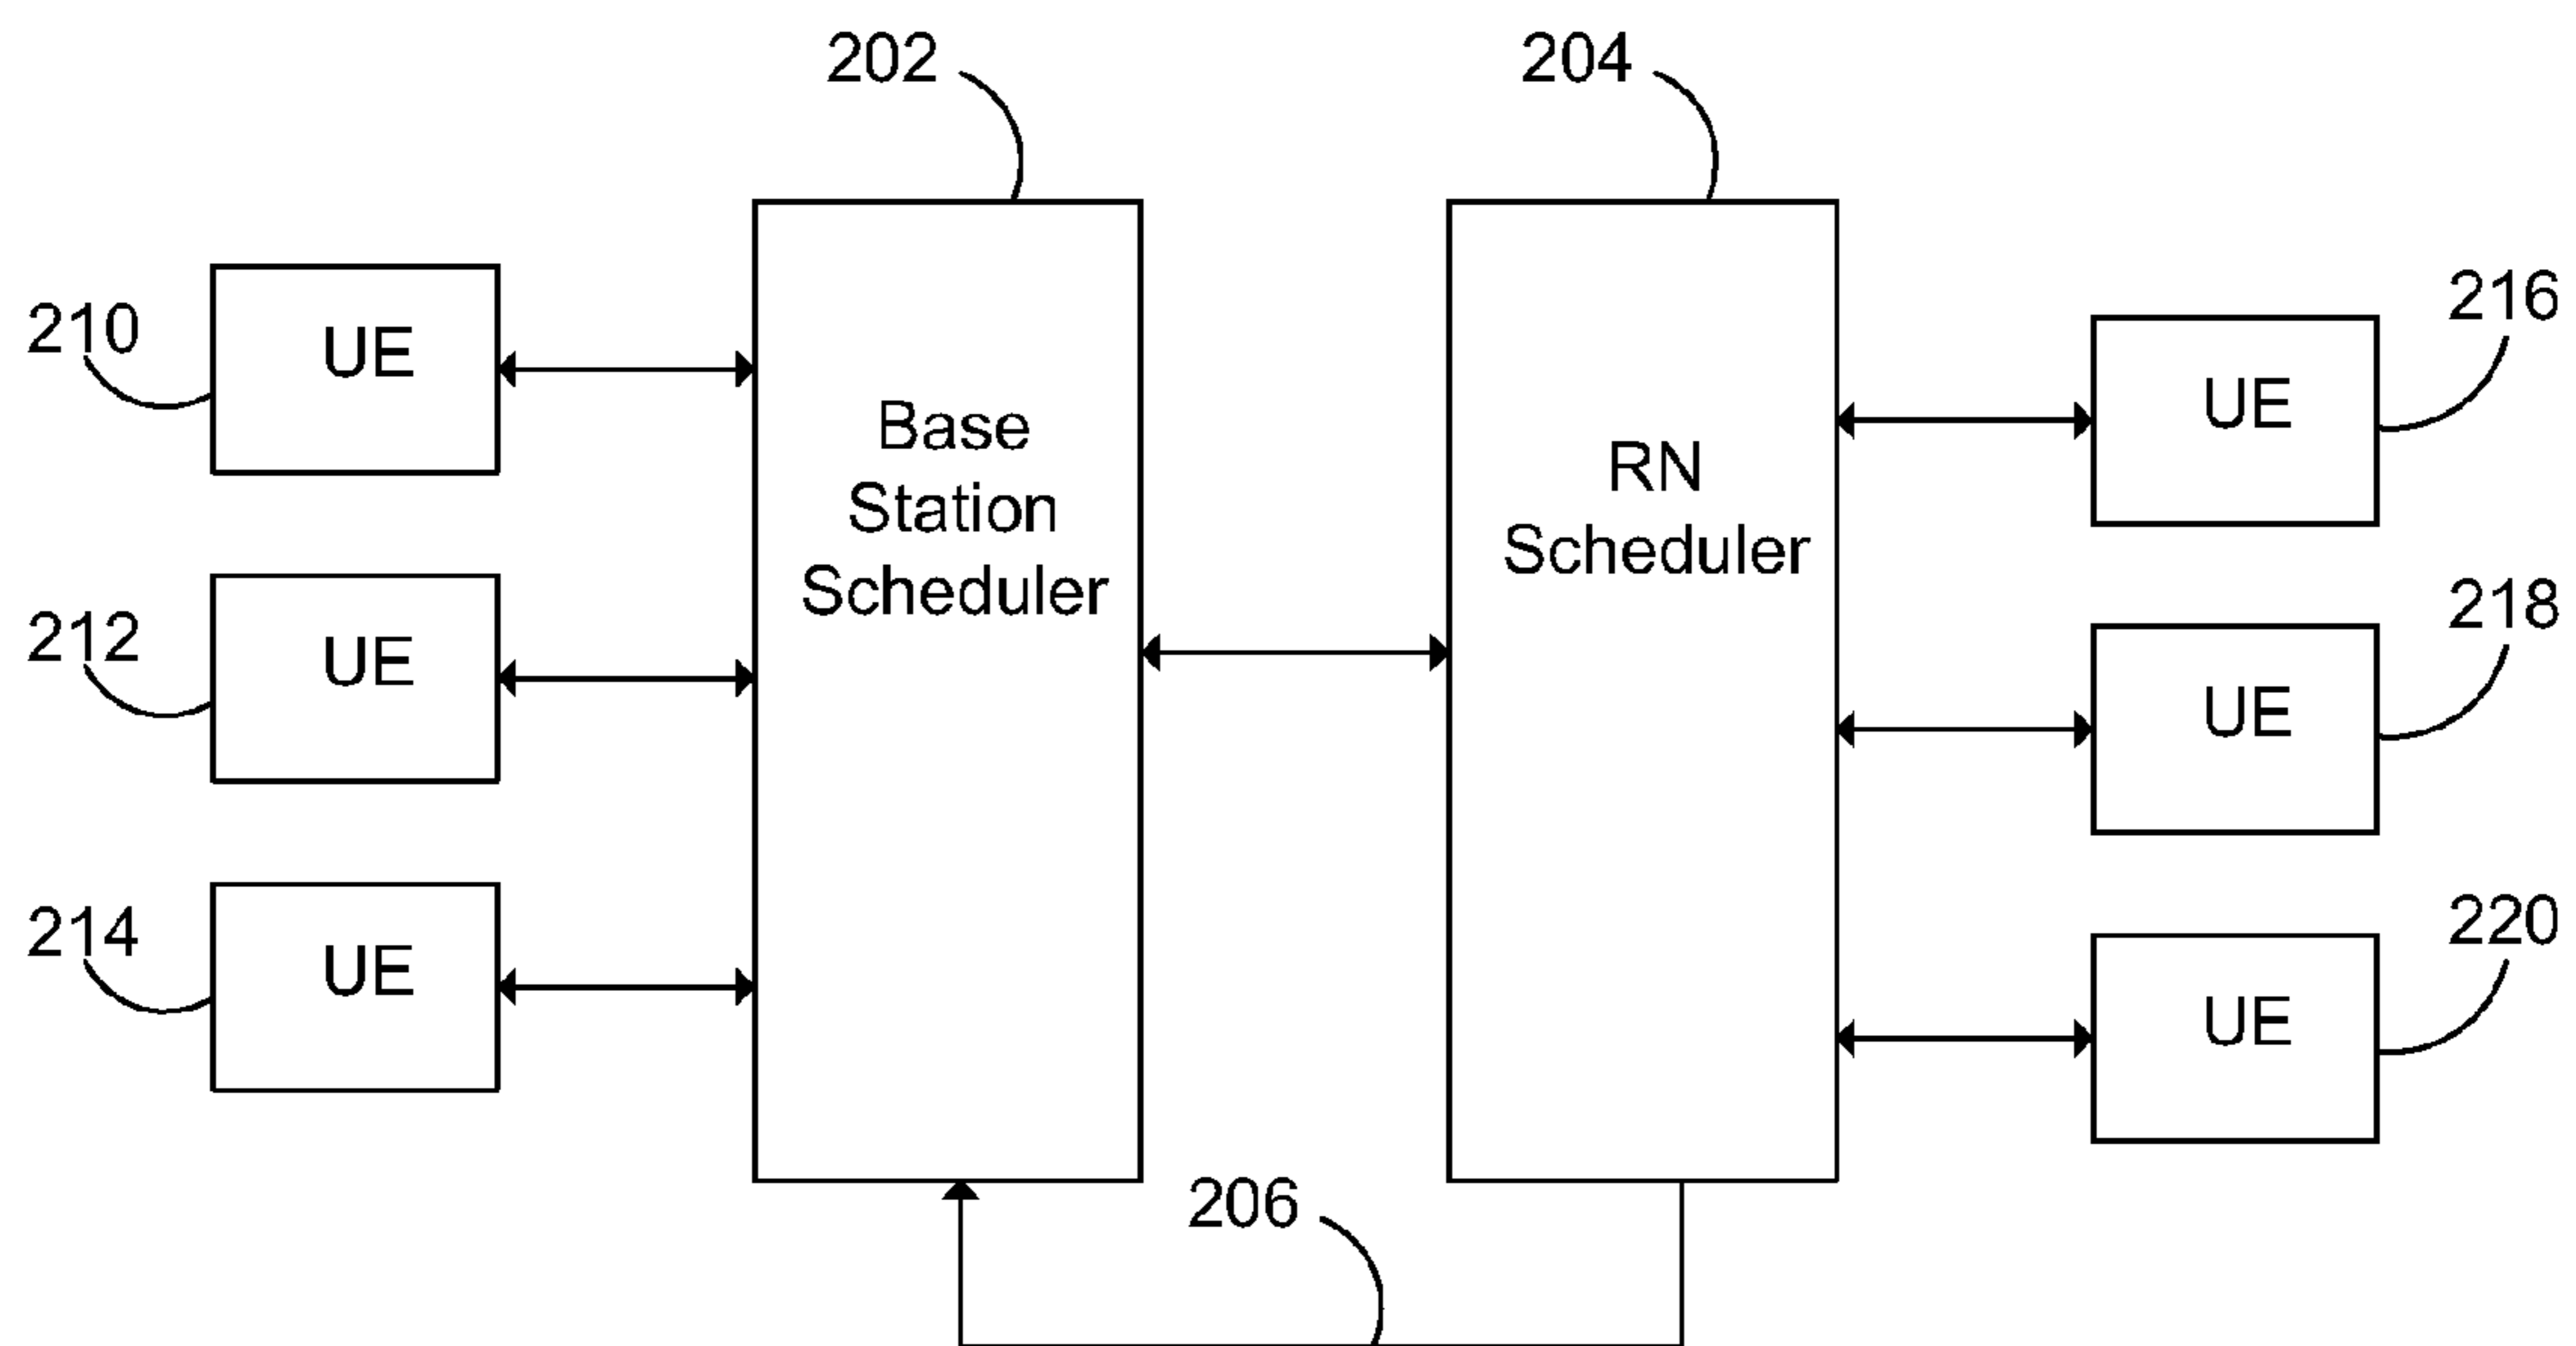 202
204
210
UE
Base
Station
Scheduler
RN
Scheduler
UE
216
212
UE
UE
218
214
UE
UE
220
206